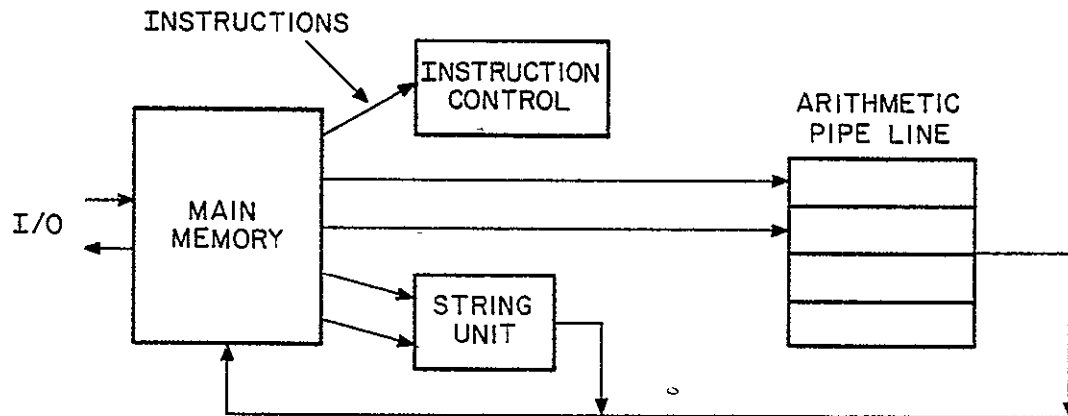 INSTRUCTIONS
INSTRUCTION
CONTROL
ARITHMETIC
PIPE LINE
I/O
MAIN
MEMORY
STRING
UNIT